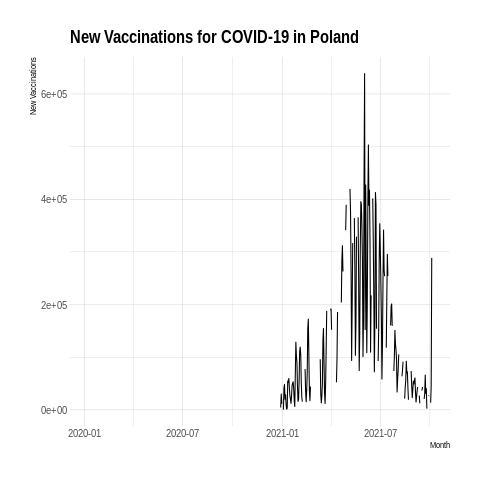 New Vaccinations for COVID-19 in Poland
New Vaccinations
6e+05
4e+05
2e+05
0e+00
2020-01 2020-07 2021-01 2021-07
Month